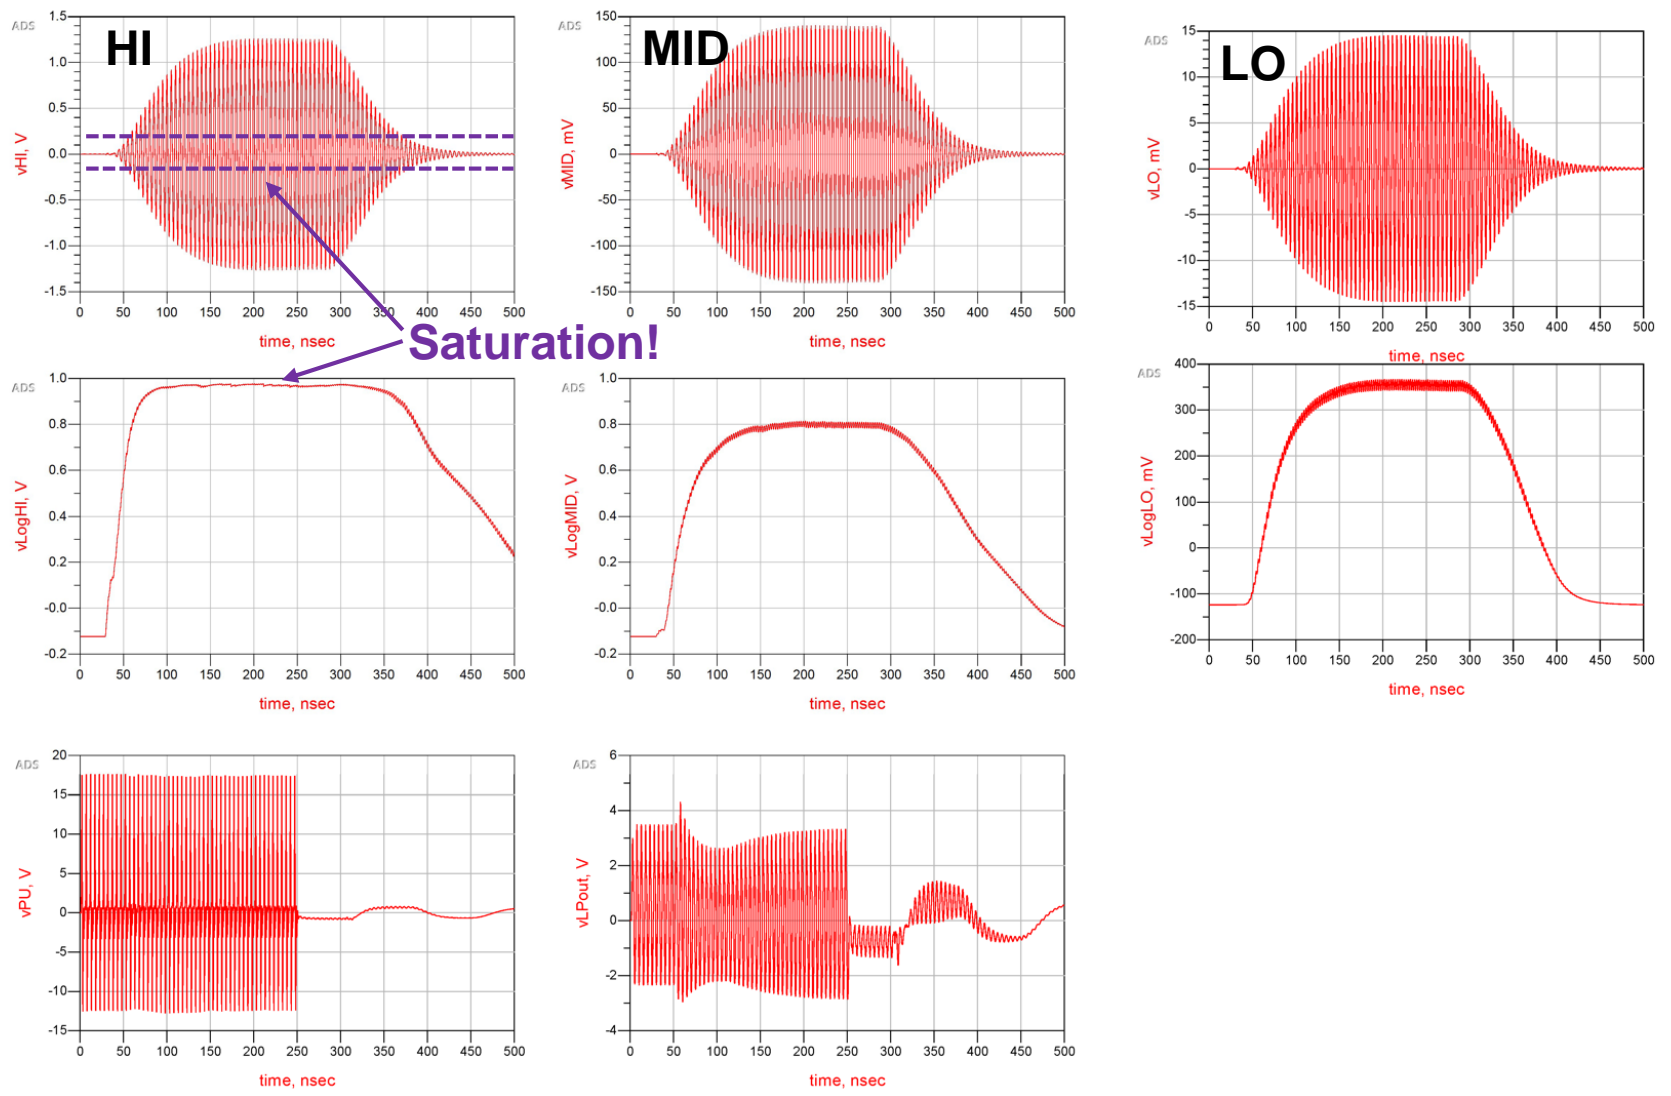 ADS
HI
vHI, V
1.5
1.0
0.5
0.0
-0.5
-1.0
-1.5
0 50 100 150 200 250 300 350 400 450 500
time, nsec
ADS
MID
vMID, mV
150
100
50
0
-50
-100
-150
0 50 100 150 200 250 300 350 400 450 500
time, nsec
ADS
LO
vLO, mV
15
10
5
0
-5
-10
-15
0 50 100 150 200 250 300 350 400 450 500
time, nsec
Saturation!
ADS
vLogHI, V
1.0
0.8
0.6
0.4
0.2
-0.0
-0.2
0 50 100 150 200 250 300 350 400 450 500
time, nsec
ADS
vLogMID, V
1.0
0.8
0.6
0.4
0.2
-0.0
-0.2
0 50 100 150 200 250 300 350 400 450 500
time, nsec
ADS
vLogLO, mV
400
300
200
100
0
-100
-200
0 50 100 150 200 250 300 350 400 450 500
time, nsec
ADS
vPU, V
20
15
10
5
0
-5
-10
-15
0 50 100 150 200 250 300 350 400 450 500
time, nsec
ADS
vLPout, V
6
4
2
0
-2
-4
0 50 100 150 200 250 300 350 400 450 500
time, nsec